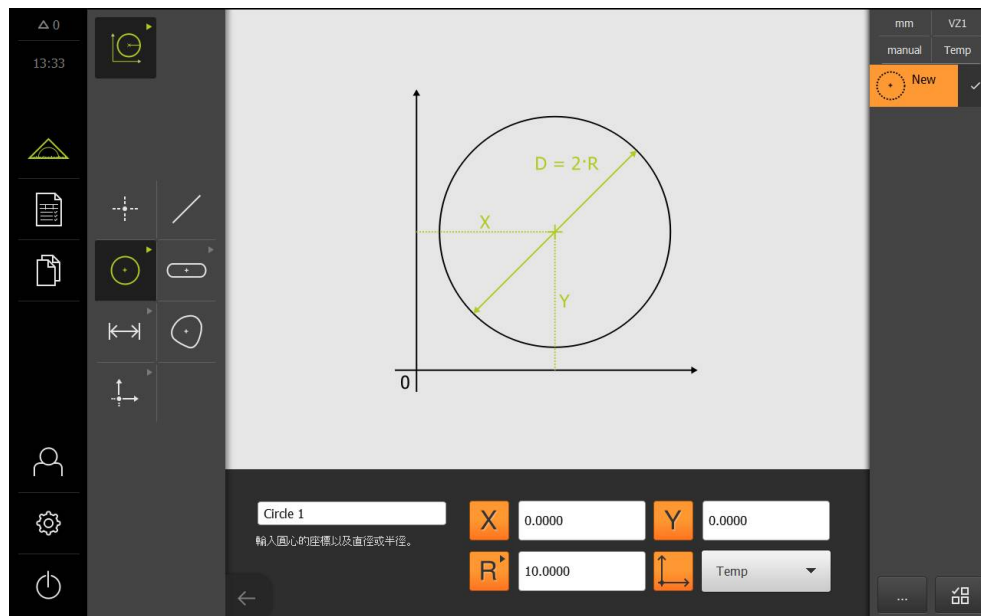 △ 0
13:33
mm
VZ1
manual
Temp
New
D = 2·R
X
Y
0
Circle 1
輸入圓心的座標以及直徑或半徑。
X
0.0000
Y
0.0000
R
10.0000
Temp
...